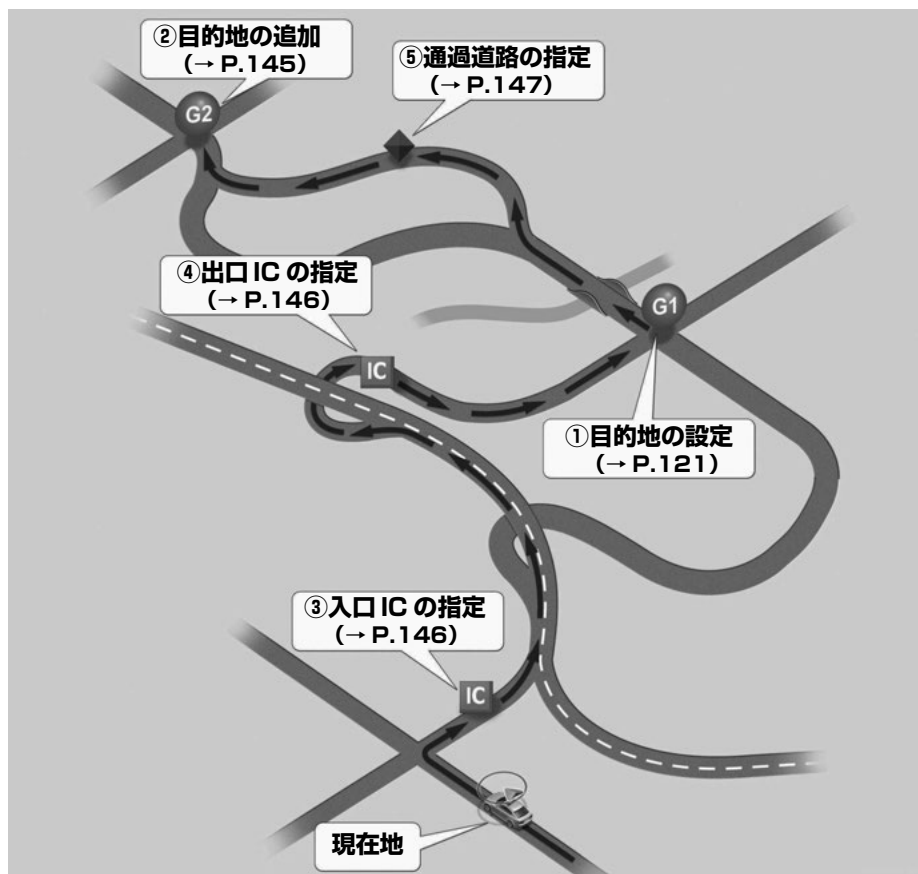 ②目的地の追加
(→ P.145)
⑤通過道路の指定
(→ P.147)
G2
④出口 IC の指定
(→ P.146)
G1
IC
①目的地の設定
(→ P.121)
③入口 IC の指定
(→ P.146)
IC
現在地